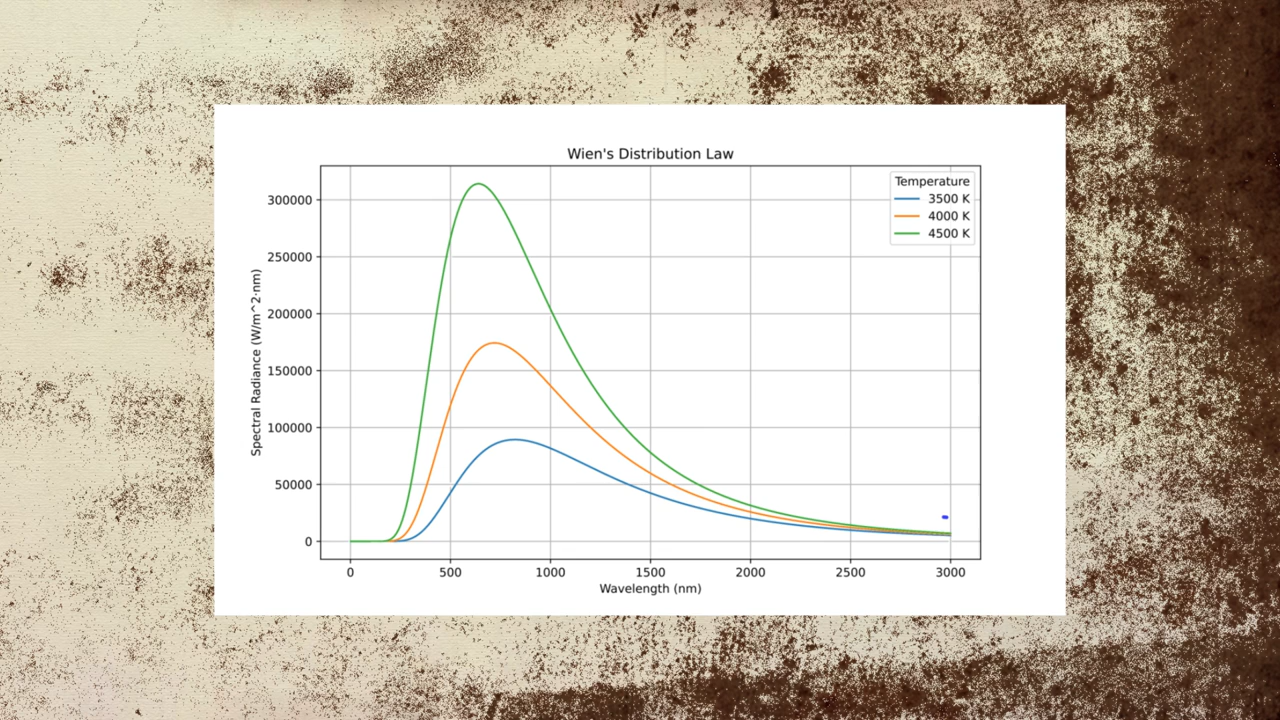 Wien's Distribution Law
Temperature
3500 K
4000 K
4500 K
Spectral Radiance (W/m^2·nm)
300000
250000
200000
150000
100000
50000
0
0 500 1000 1500 2000 2500 3000
Wavelength (nm)